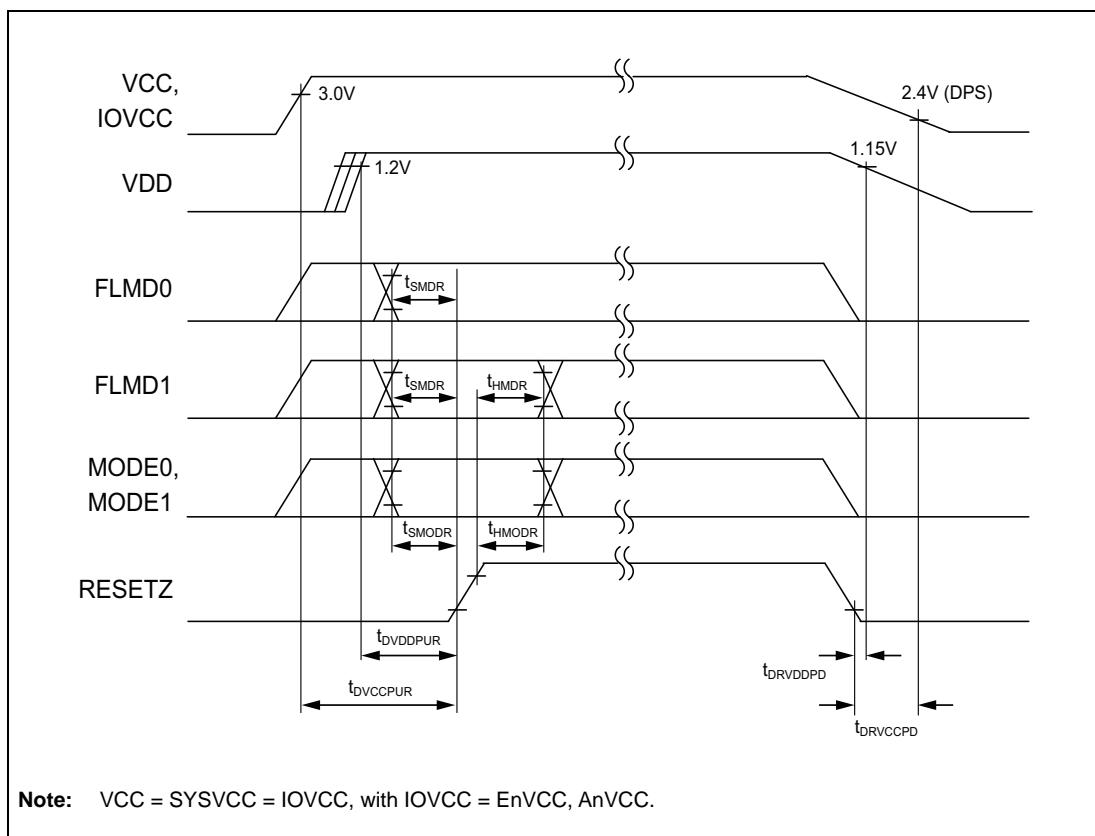 VCC,
IOVCC
3.0V
2.4V (DPS)
VDD
1.2V
1.15V
FLMD0
tSMDR
FLMD1
tSMDR
tHMDR
MODE0,
MODE1
tSMODR
tHMODR
RESETZ
tDVDDPUR
tDRVDDPD
tDVCCPUR
tDRVCCPD
Note: VCC = SYSVCC = IOVCC, with IOVCC = EnVCC, AnVCC.